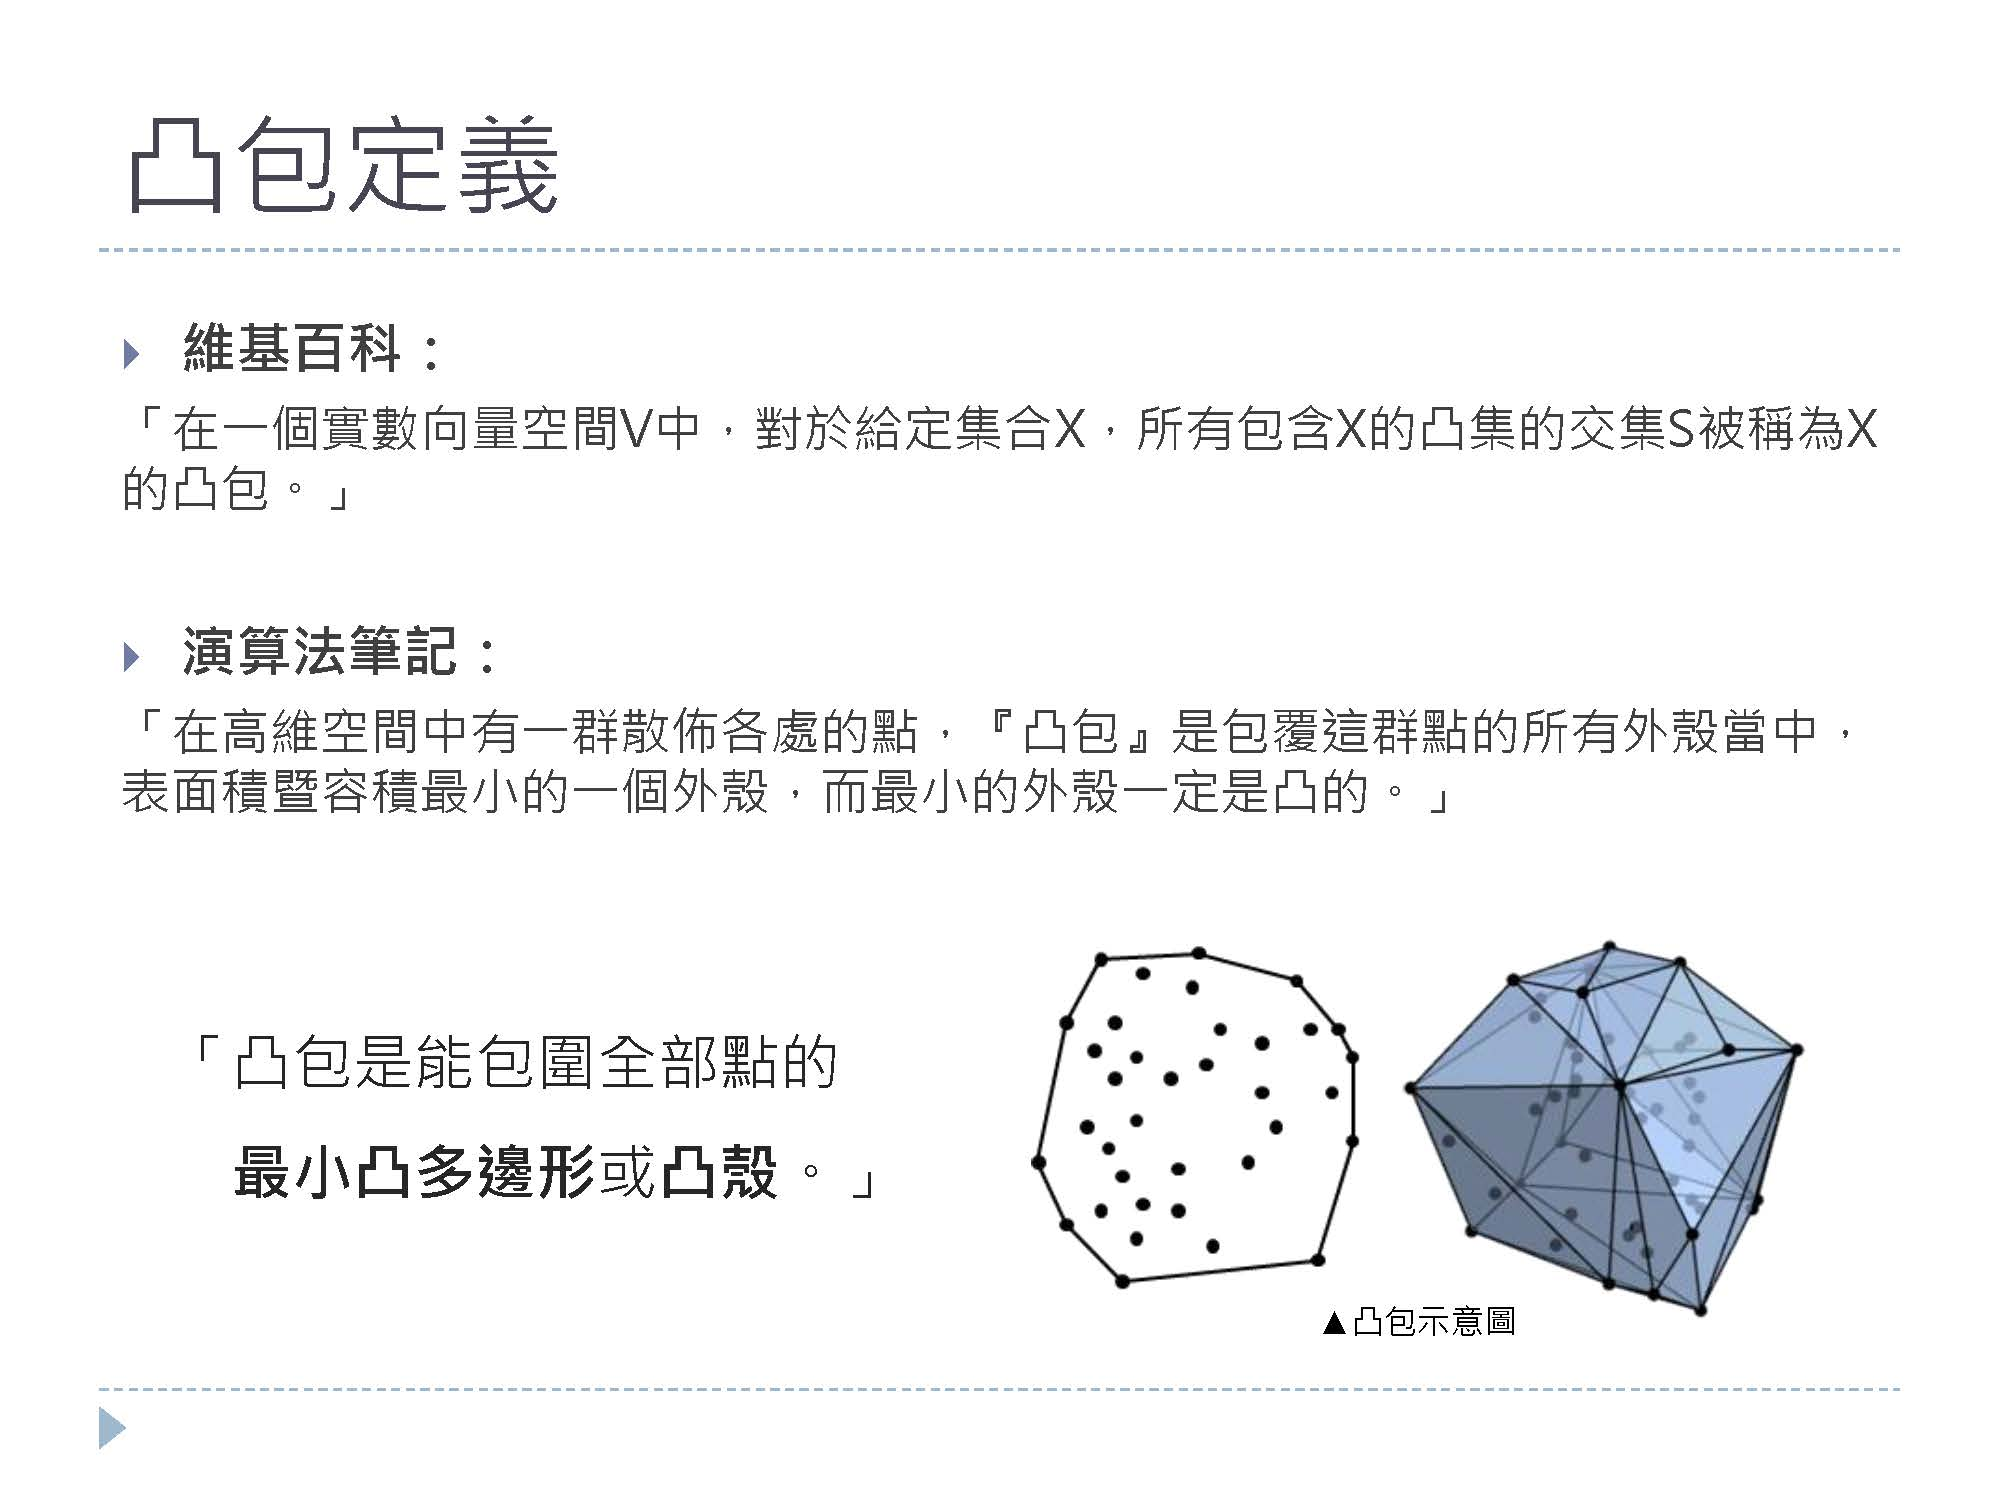 凸包定義
維基百科：
「在一個實數向量空間V中，對於給定集合X，所有包含X的凸集的交集S被稱為X
的凸包。」
演算法筆記：
「在高維空間中有一群散佈各處的點，『凸包』是包覆這群點的所有外殼當中，
表面積暨容積最小的一個外殼，而最小的外殼一定是凸的。」
「凸包是能包圍全部點的
最小凸多邊形或凸殼。」
▲凸包示意圖